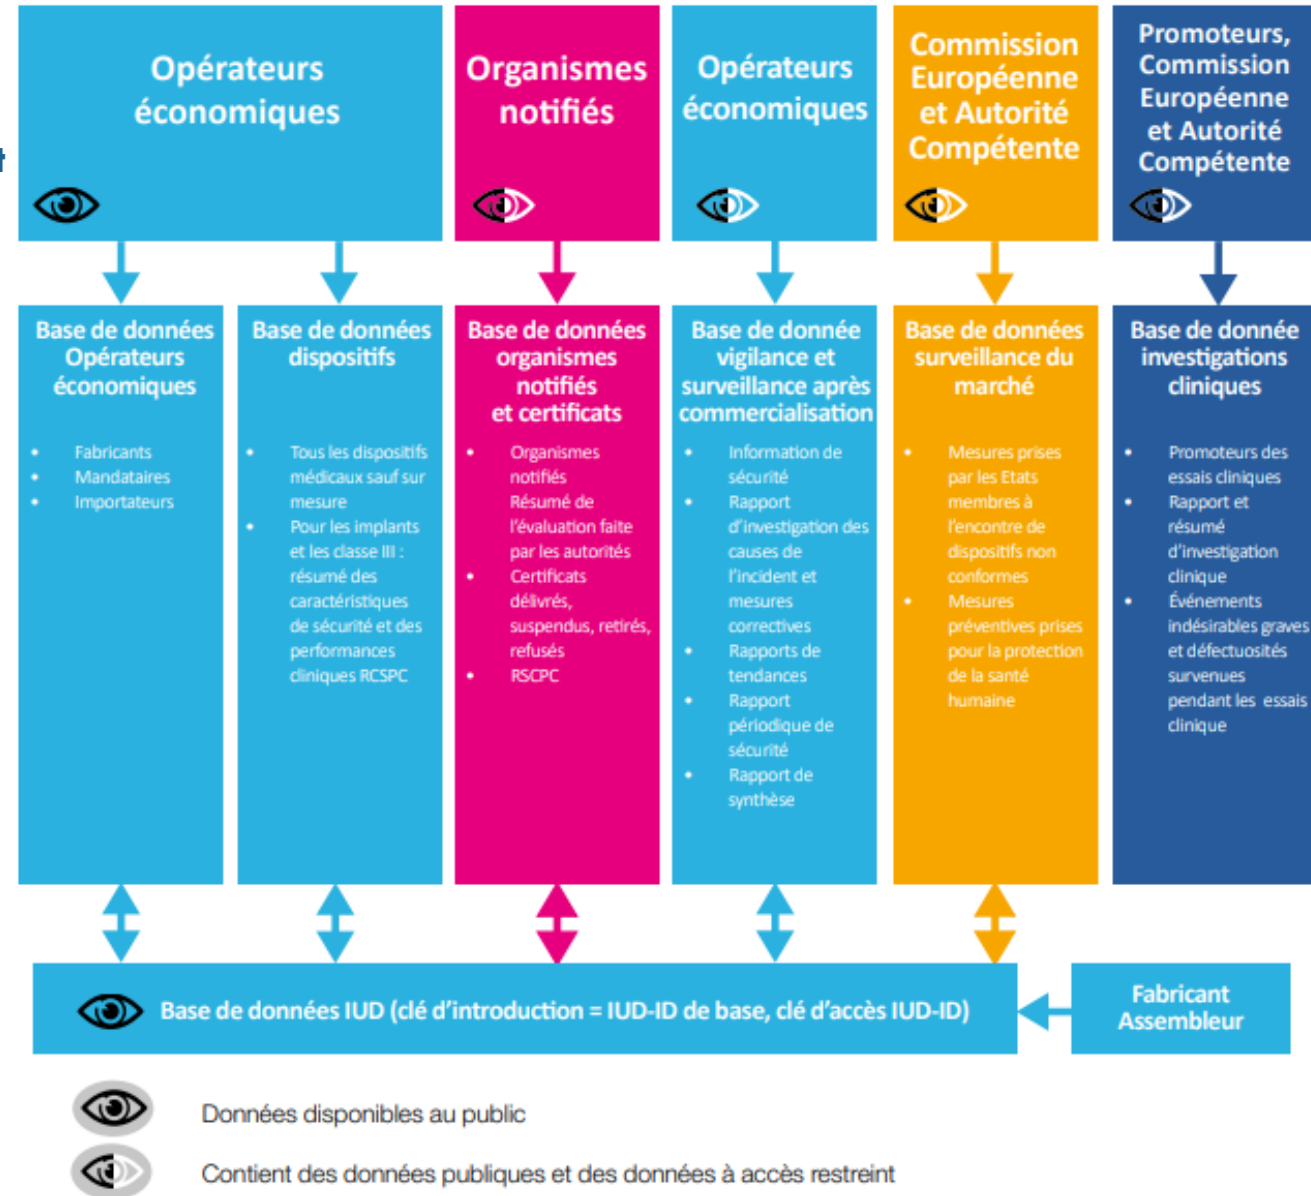 Opérateurs
économiques
Organismes
notifiés
Opérateurs
économiques
Commission
Européenne
et Autorité
Compétente
Promoteurs,
Commission
Européenne
et Autorité
Compétente
Base de données
Opérateurs
économiques
• Fabricants
• Mandataires
• Importateurs
Base de données
dispositifs
• Tous les dispositifs
médicaux sauf sur
mesure
• Pour les implants
et les classe III :
résumé des
caractéristiques
de sécurité et des
performances
cliniques RCSPC
Base de données
organismes
notifiés
et certificats
• Organismes
notifiés
Résumé de
l'évaluation faite
par les autorités
• Certificats
délivrés,
suspendus, retirés,
refusés
• RSCPC
Base de donnée
vigilance et
surveillance après
commercialisation
• Information de
sécurité
• Rapport
d'investigation des
causes de
l'incident et
mesures
correctives
• Rapports de
tendances
• Rapport
périodique de
sécurité
• Rapport de
synthèse
Base de données
surveillance du
marché
• Mesures prises
par les Etats
membres à
l'encontre de
dispositifs non
conformes
• Mesures
préventives prises
pour la protection
de la santé
humaine
Base de donnée
investigations
cliniques
• Promoteurs des
essais cliniques
• Rapport et
résumé
d'investigation
clinique
• Événements
indésirables graves
et défectuosités
survenues
pendant les essais
clinique
Base de données IUD (clé d'introduction = IUD-ID de base, clé d'accès IUD-ID)
Fabricant
Assembleur
Données disponibles au public
Contient des données publiques et des données à accès restreint